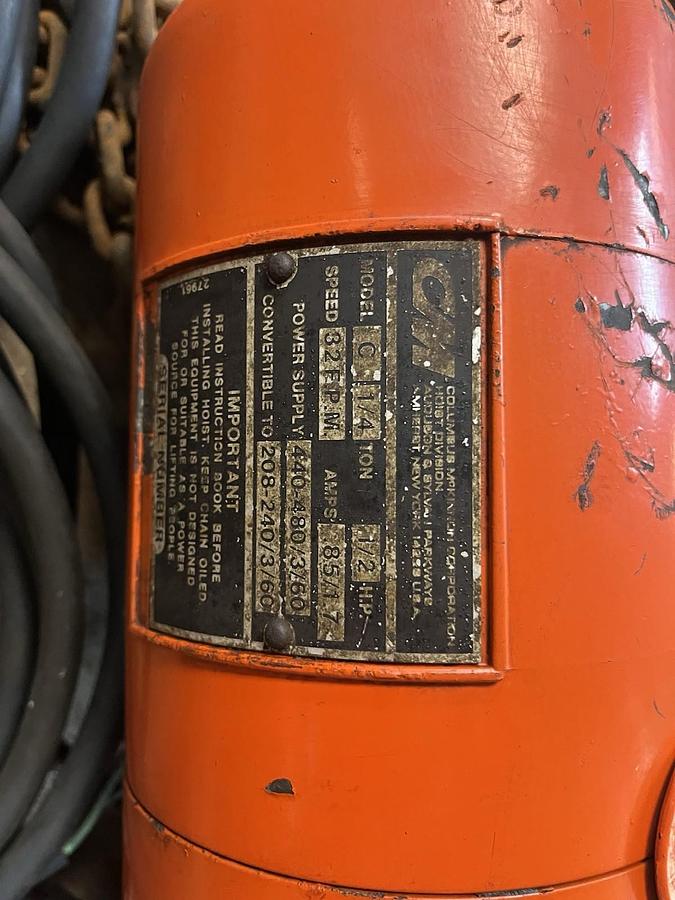 CM
COLUMBUS McKINNON CORPORATION
HOIST DIVISION
AUDUBON & SYLVAN PARKWAYS
AMHERST, NEW YORK 14228 U.S.A.
MODEL C 1/4 TON 1/2 H.P.
SPEED 32 F.P.M. AMPS .85/1.7
POWER SUPPLY 440-480/3/60
CONVERTIBLE TO 208-240/3/60
IMPORTANT
READ INSTRUCTION BOOK BEFORE
INSTALLING HOIST. KEEP CHAIN OILED.
THIS EQUIPMENT IS NOT DESIGNED
FOR OR SUITABLE AS A POWER
SOURCE FOR LIFTING PEOPLE.
SERIAL NUMBER
27961